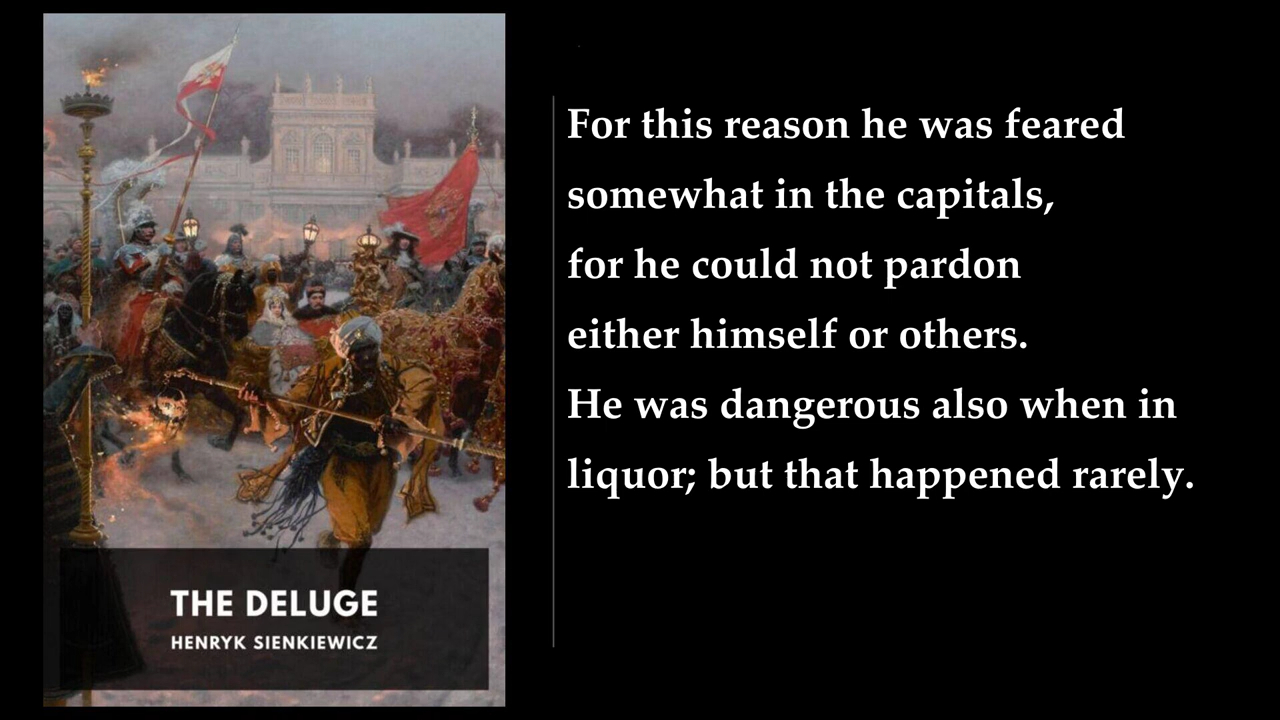 For this reason he was feared
somewhat in the capitals,
for he could not pardon
either himself or others.
He was dangerous also when in
liquor; but that happened rarely.
THE DELUGE
HENRYK SIENKIEWICZ